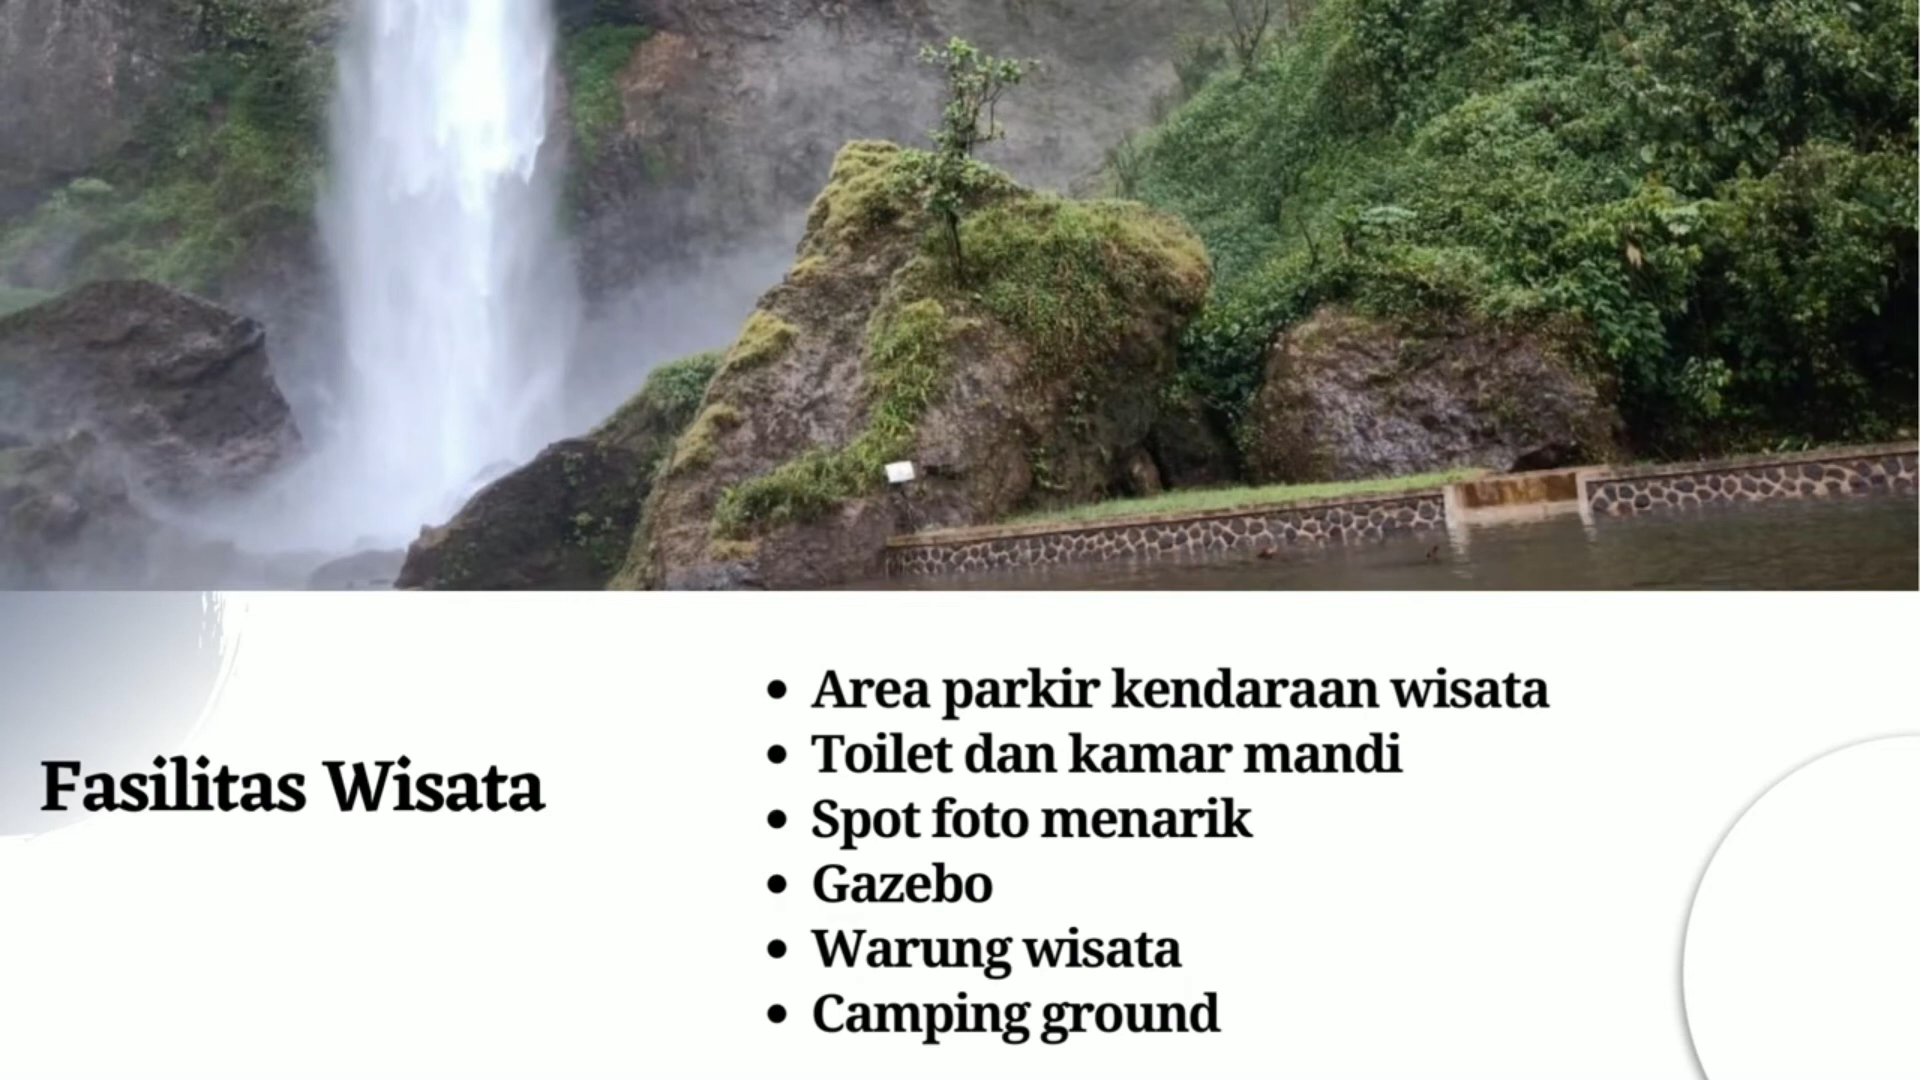 Fasilitas Wisata
• Area parkir kendaraan wisata
• Toilet dan kamar mandi
• Spot foto menarik
• Gazebo
• Warung wisata
• Camping ground